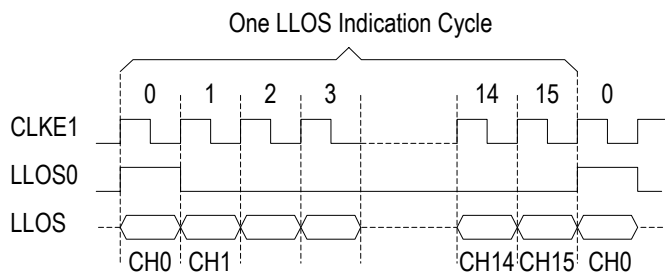 One LLOS Indication Cycle
0 1 2 3 14 15 0
CLKE1
LLOS0
LLOS
CH0 CH1 CH14 CH15 CH0